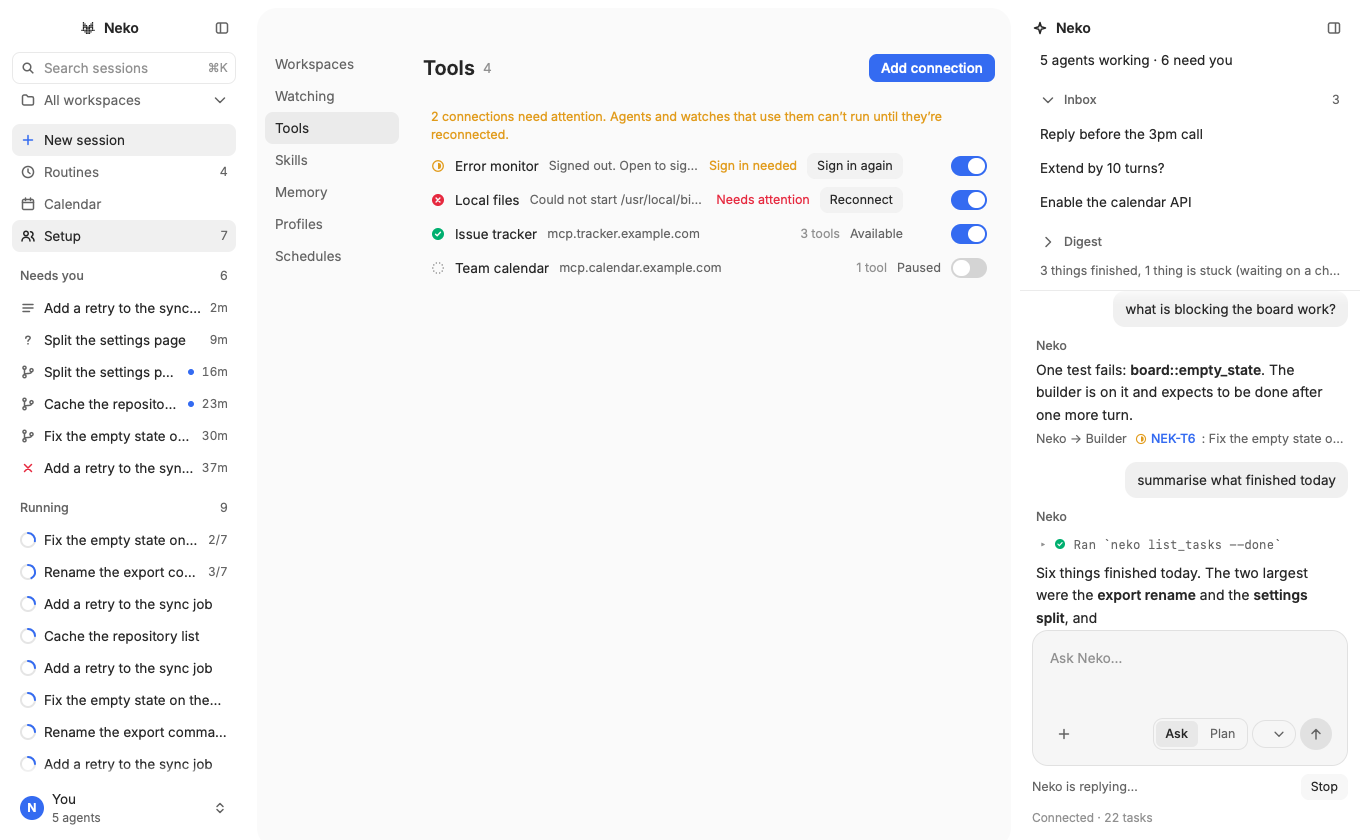 Neko
Search sessions ⌘K
All workspaces
New session
Routines 4
Calendar
Setup 7
Needs you 6
Add a retry to the sync... 2m
? Split the settings page 9m
Split the settings p... 16m
Cache the reposito... 23m
Fix the empty state o... 30m
Add a retry to the syn... 37m
Running 9
Fix the empty state on... 2/7
Rename the export co... 3/7
Add a retry to the sync job
Cache the repository list
Add a retry to the sync job
Fix the empty state on the...
Rename the export comma...
Add a retry to the sync job
N You
5 agents
Workspaces
Watching
Tools
Skills
Memory
Profiles
Schedules
Tools 4
Add connection
2 connections need attention. Agents and watches that use them can't run until they're
reconnected.
Error monitor Signed out. Open to sig... Sign in needed Sign in again
Local files Could not start /usr/local/bi... Needs attention Reconnect
Issue tracker mcp.tracker.example.com 3 tools Available
Team calendar mcp.calendar.example.com 1 tool Paused
Neko
5 agents working · 6 need you
Inbox 3
Reply before the 3pm call
Extend by 10 turns?
Enable the calendar API
Digest
3 things finished, 1 thing is stuck (waiting on a ch...
what is blocking the board work?
Neko
One test fails: board::empty_state. The
builder is on it and expects to be done after
one more turn.
Neko → Builder NEK-T6 : Fix the empty state o...
summarise what finished today
Neko
Ran `neko list_tasks --done`
Six things finished today. The two largest
were the export rename and the settings
split, and
Ask Neko...
Ask Plan
Neko is replying... Stop
Connected · 22 tasks